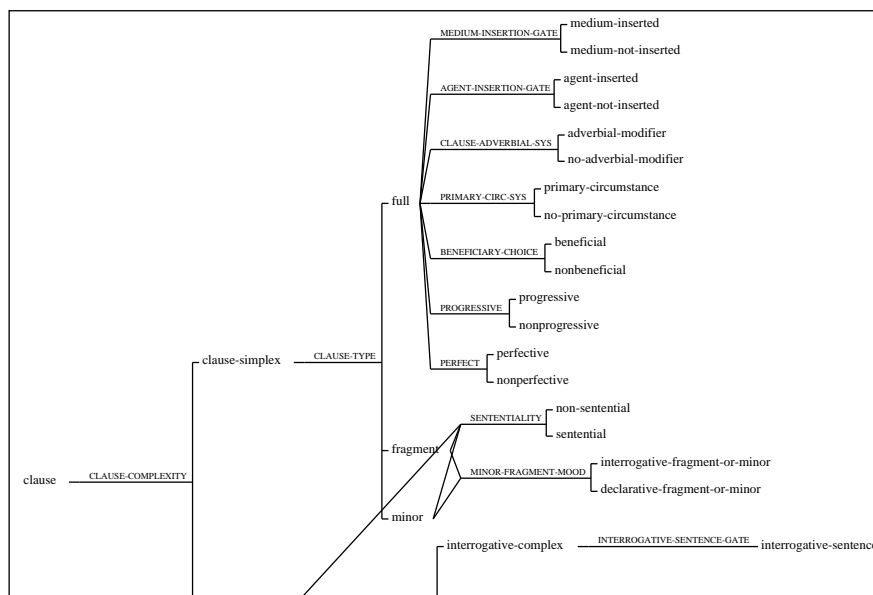 medium-inserted
MEDIUM-INSERTION-GATE
medium-not-inserted
agent-inserted
AGENT-INSERTION-GATE
agent-not-inserted
adverbial-modifier
CLAUSE-ADVERBIAL-SYS
no-adverbial-modifier
primary-circumstance
PRIMARY-CIRC-SYS
full
no-primary-circumstance
beneficial
BENEFICIARY-CHOICE
nonbeneficial
progressive
PROGRESSIVE
nonprogressive
perfective
clause-simplex
CLAUSE-TYPE
PERFECT
nonperfective
non-sentential
SENTENTIALITY
sentential
fragment
interrogative-fragment-or-minor
MINOR-FRAGMENT-MOOD
clause
CLAUSE-COMPLEXITY
declarative-fragment-or-minor
minor
interrogative-complex
INTERROGATIVE-SENTENCE-GATE
interrogative-sentence